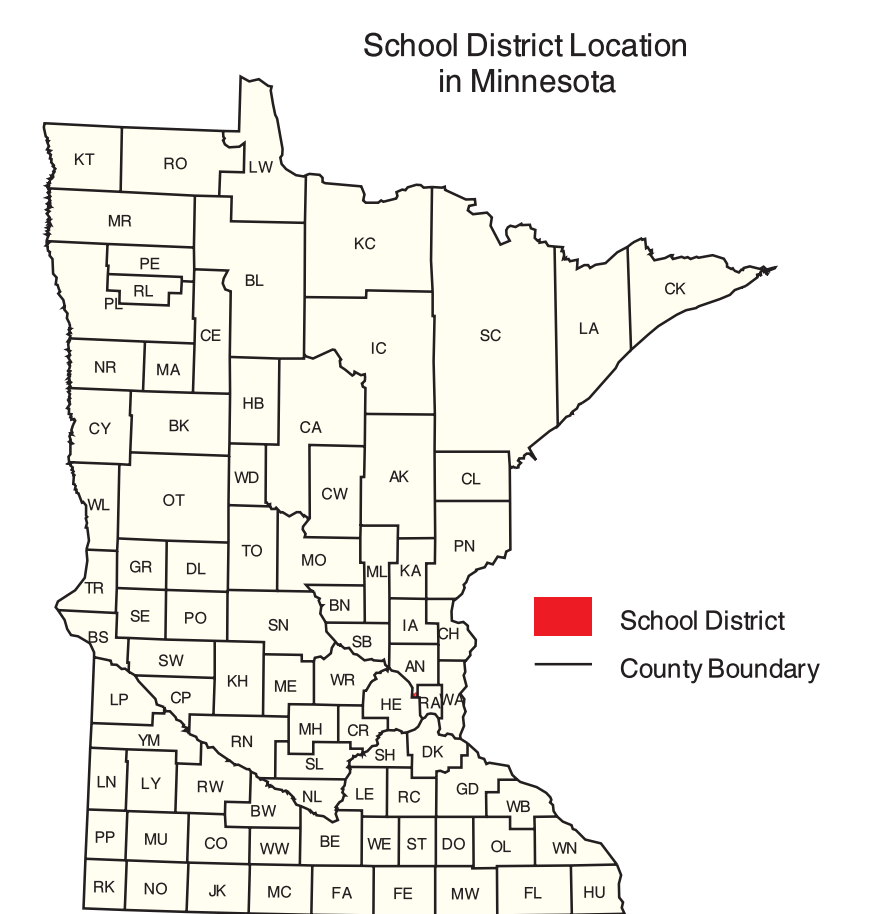 School District Location
in Minnesota
KT
RO
LW
MR
KC
PE
BL
RL
PL
CK
CE
SC
LA
IC
NR
MA
HB
CY
BK
CA
WD
AK
CL
CW
OT
WL
PN
TO
MO
GR
DL
ML
KA
TR
BN
SE
PO
SN
IA
CH
BS
SB
SW
AN
KH
ME
WR
LP
CP
HE
RA
WA
MH
CR
YM
RN
DK
SH
SL
LN
LY
RW
NL
LE
RC
GD
WB
BW
PP
MU
CO
WW
BE
WE
ST
DO
OL
WN
RK
NO
JK
MC
FA
FE
MW
FL
HU
School District
County Boundary